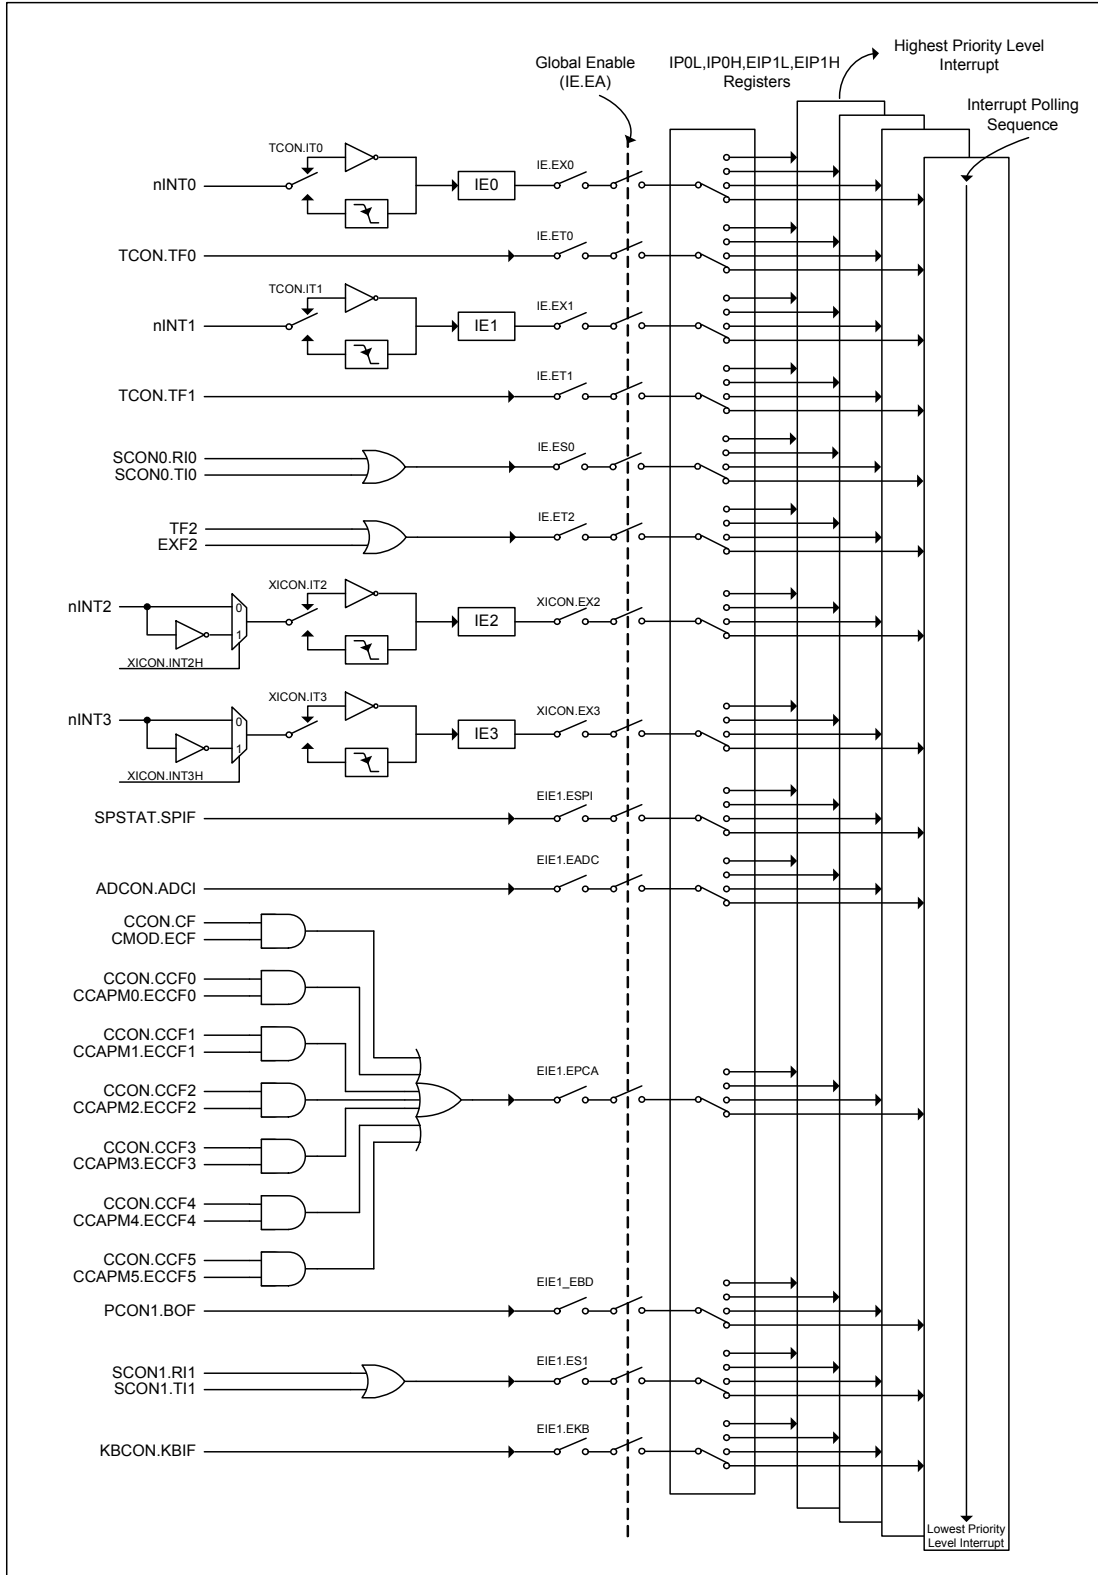 Highest Priority Level
Interrupt
Global Enable
(IE.EA)
IP0L,IP0H,EIP1L,EIP1H
Registers
Interrupt Polling
Sequence
TCON.IT0
nINT0
IE0
IE.EX0
TCON.TF0
IE.ET0
TCON.IT1
nINT1
IE1
IE.EX1
TCON.TF1
IE.ET1
SCON0.RI0
SCON0.TI0
IE.ES0
TF2
EXF2
IE.ET2
XICON.IT2
nINT2
0
1
IE2
XICON.EX2
XICON.INT2H
XICON.IT3
nINT3
0
1
IE3
XICON.EX3
XICON.INT3H
SPSTAT.SPIF
EIE1.ESPI
ADCON.ADCI
EIE1.EADC
CCON.CF
CMOD.ECF
CCON.CCF0
CCAPM0.ECCF0
CCON.CCF1
CCAPM1.ECCF1
EIE1.EPCA
CCON.CCF2
CCAPM2.ECCF2
CCON.CCF3
CCAPM3.ECCF3
CCON.CCF4
CCAPM4.ECCF4
CCON.CCF5
CCAPM5.ECCF5
PCON1.BOF
EIE1_EBD
SCON1.RI1
SCON1.TI1
EIE1.ES1
KBCON.KBIF
EIE1.EKB
Lowest Priority
Level Interrupt